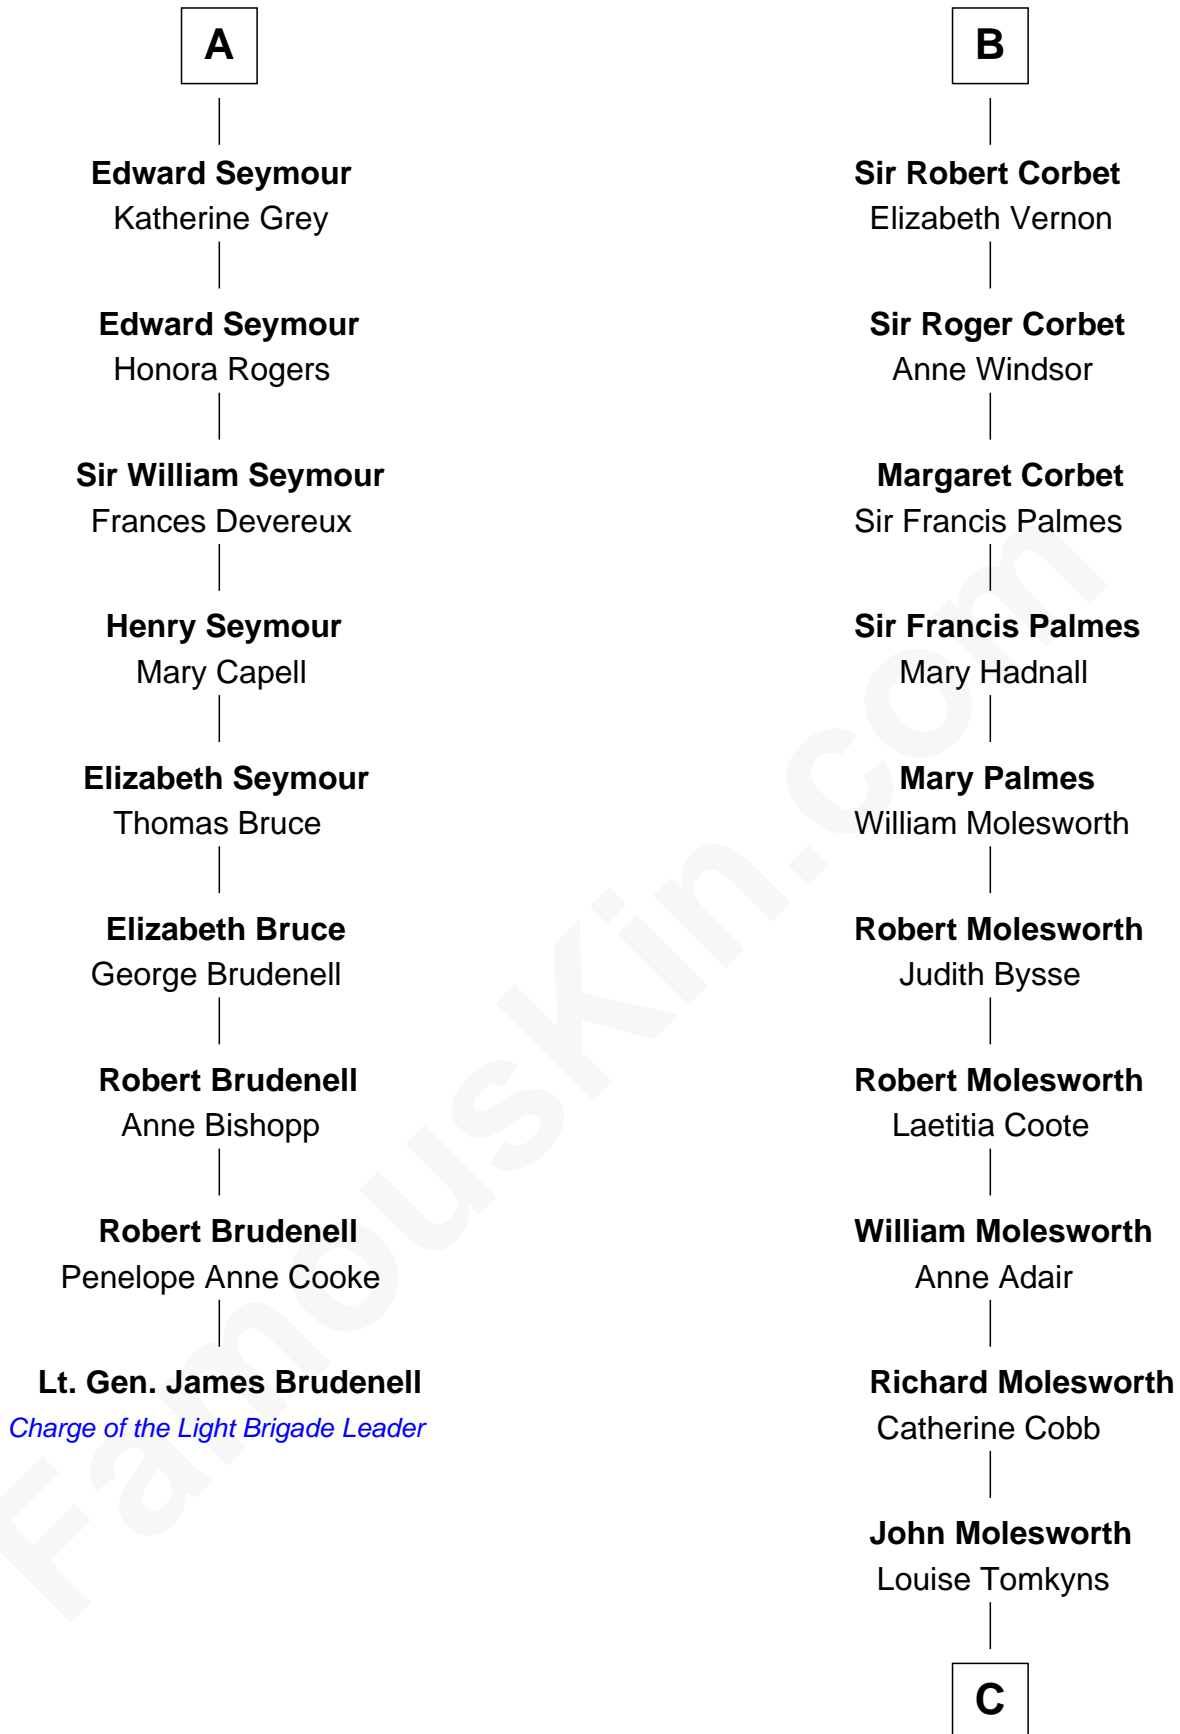 A
Edward Seymour
Katherine Grey
Edward Seymour
Honora Rogers
Sir William Seymour
Frances Devereux
Henry Seymour
Mary Capell
Elizabeth Seymour
Thomas Bruce
Elizabeth Bruce
George Brudenell
Robert Brudenell
Anne Bishopp
Robert Brudenell
Penelope Anne Cooke
Lt. Gen. James Brudenell
Charge of the Light Brigade Leader
B
Sir Robert Corbet
Elizabeth Vernon
Sir Roger Corbet
Anne Windsor
Margaret Corbet
Sir Francis Palmes
Sir Francis Palmes
Mary Hadnall
Mary Palmes
William Molesworth
Robert Molesworth
Judith Bysse
Robert Molesworth
Laetitia Coote
William Molesworth
Anne Adair
Richard Molesworth
Catherine Cobb
John Molesworth
Louise Tomkyns
C
FamousKin.com